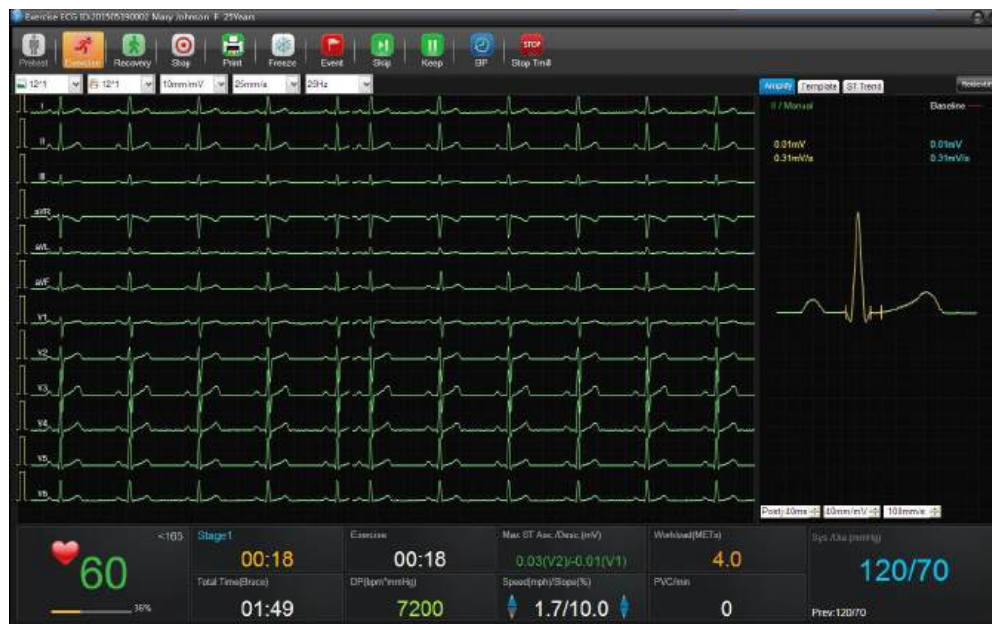 Exercise ECG ID:201505190002 Mary Johnson F 25Years
Pretest Exercise Recovery Stop Print Freeze Event Skip Keep BP Stop Tmill
12*1 12*1 10mm/mV 25mm/s 25Hz
Amplify Template ST Trend
II / Manual Baseline
0.01mV 0.01mV
0.31mV/s 0.31mV/s
I
II
III
aVR
aVL
aVF
V1
V2
V3
V4
V5
V6
PostJ:40ms 40mm/mV 100mm/s
<165 Stage1 Exercise Max ST Asc./Desc.(mV) Workload(METs) Sys./Dia.(mmHg)
60 00:18 00:18 0.03(V2)/-0.01(V1) 4.0 120/70
Total Time(Bruce) DP(bpm*mmHg) Speed(mph)/Slope(%) PVC/min
36% 01:49 7200 1.7/10.0 0 Prev:120/70